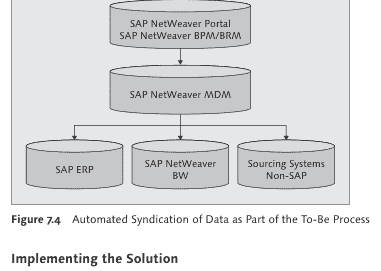 SAP NetWeaver Portal
SAP NetWeaver BPM/BRM
SAP NetWeaver MDM
SAP ERP
SAP NetWeaver
BW
Sourcing Systems
Non-SAP
Figure 7.4 Automated Syndication of Data as Part of the To-Be Process
Implementing the Solution